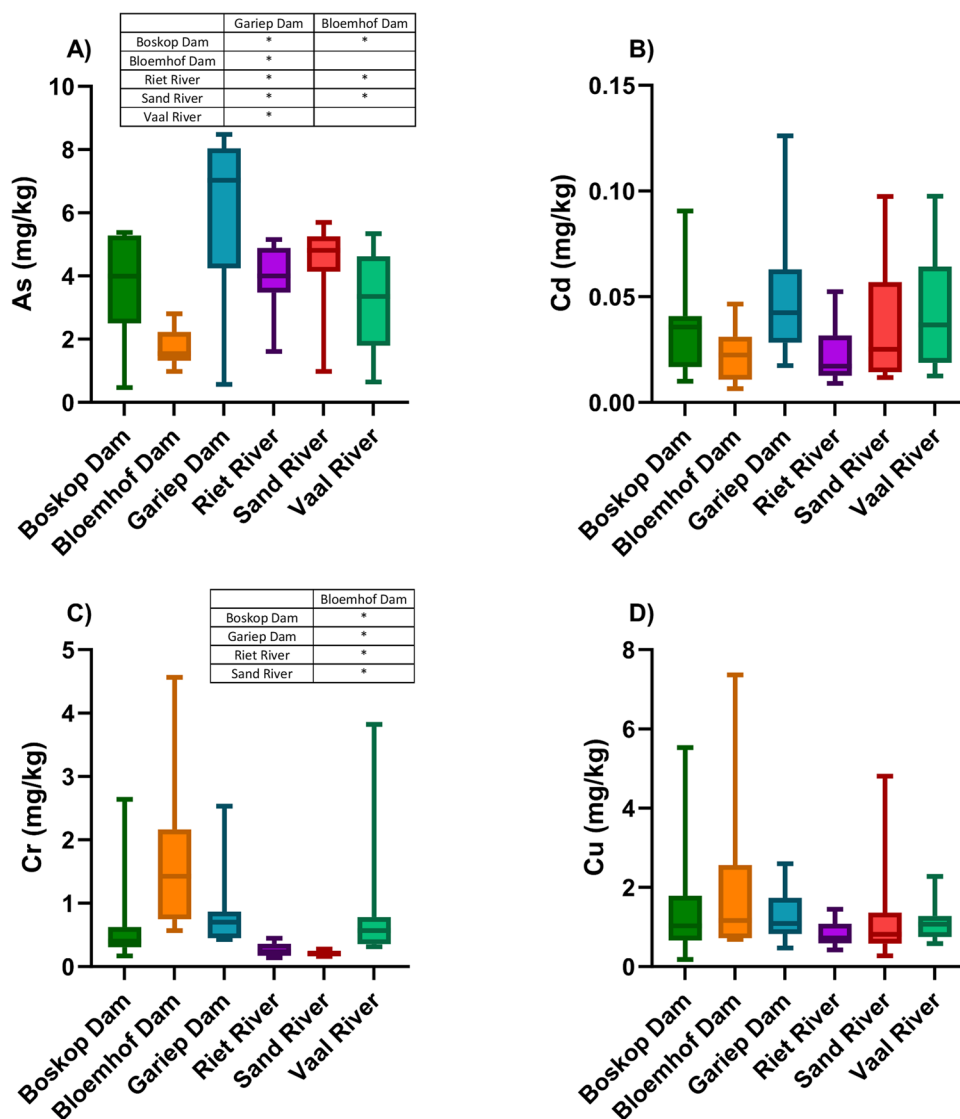 A)
Gariep Dam Bloemhof Dam
Boskop Dam * *
Bloemhof Dam *
Riet River * *
Sand River * *
Vaal River *
As (mg/kg)
10
8
6
4
2
0
Boskop Dam
Bloemhof Dam
Gariep Dam
Riet River
Sand River
Vaal River
B)
Cd (mg/kg)
0.15
0.10
0.05
0.00
Boskop Dam
Bloemhof Dam
Gariep Dam
Riet River
Sand River
Vaal River
C)
Bloemhof Dam
Boskop Dam *
Gariep Dam *
Riet River *
Sand River *
Cr (mg/kg)
5
4
3
2
1
0
Boskop Dam
Bloemhof Dam
Gariep Dam
Riet River
Sand River
Vaal River
D)
Cu (mg/kg)
8
6
4
2
0
Boskop Dam
Bloemhof Dam
Gariep Dam
Riet River
Sand River
Vaal River